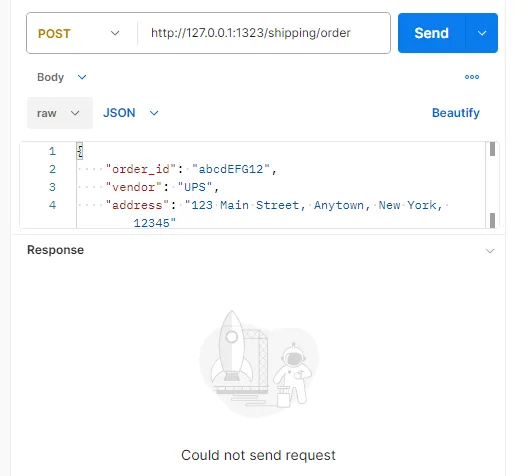 POST http://127.0.0.1:1323/shipping/order Send
Body
raw JSON Beautify
1 {
2 "order_id": "abcdEFG12",
3 "vendor": "UPS",
4 "address": "123 Main Street, Anytown, New York,
12345"
Response
Could not send request